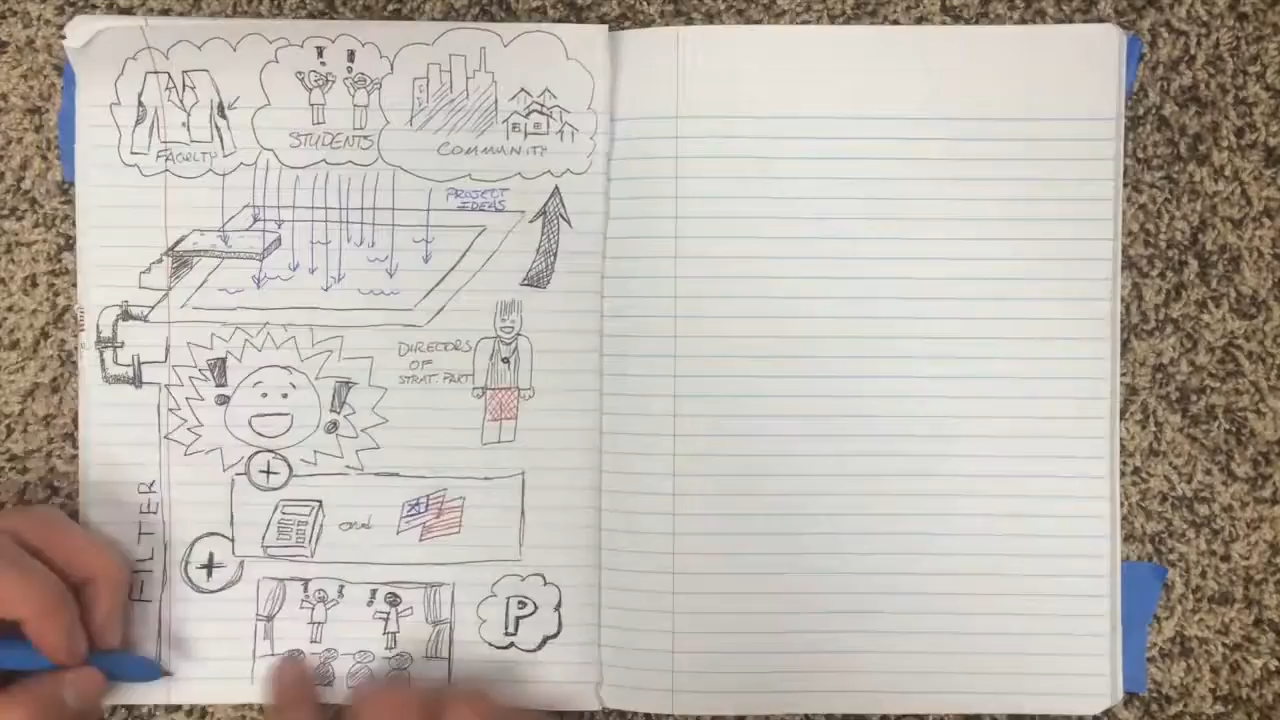 FACULTY
STUDENTS
COMMUNITY
PROJECT
IDEAS
DIRECTORS
OF
STRAT. PART
and
FILTER
P